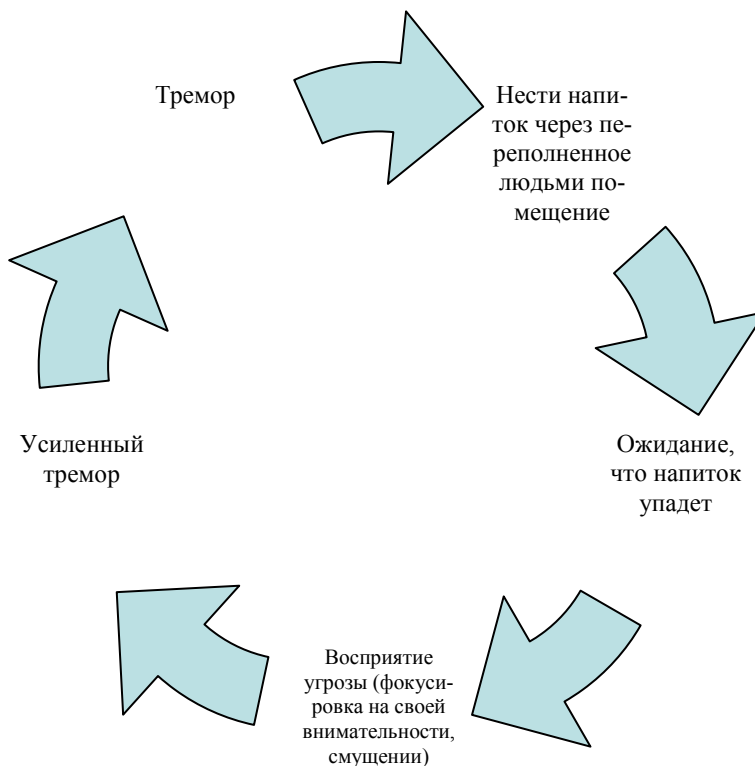 Тремор
Нести напи-
ток через пе-
реполненное
людьми по-
мещение
Ожидание,
что напиток
упадет
Восприятие
угрозы (фокуси-
ровка на своей
внимательности,
смущении)
Усиленный
тремор